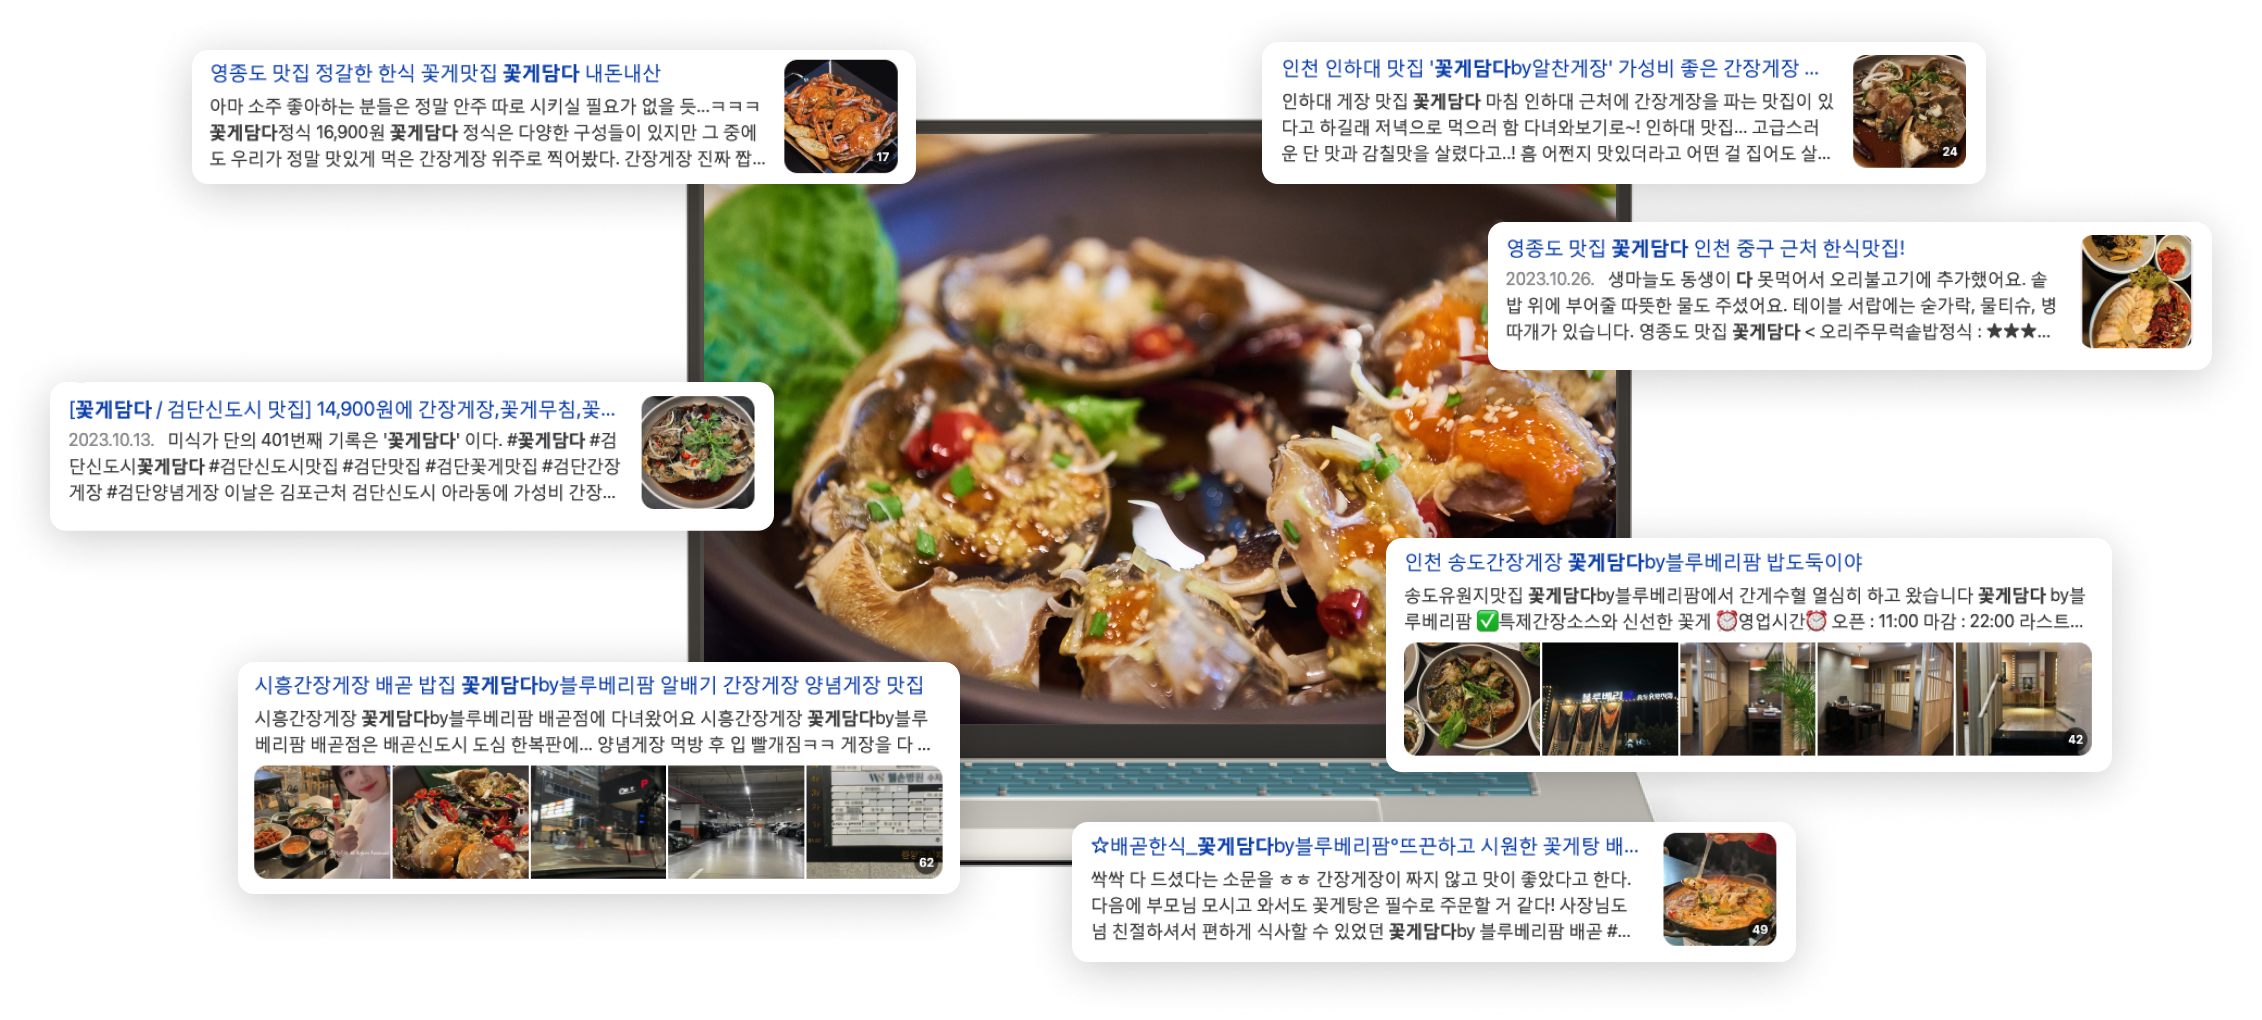 영종도 맛집 정갈한 한식 꽃게맛집 꽃게담다 내돈내산
아마 소주 좋아하는 분들은 정말 안주 따로 시키실 필요가 없을 듯...ㅋㅋㅋ
꽃게담다정식 16,900원 꽃게담다 정식은 다양한 구성들이 있지만 그 중에
도 우리가 정말 맛있게 먹은 간장게장 위주로 찍어봤다. 간장게장 진짜 짭...
17
인천 인하대 맛집 '꽃게담다by알찬게장' 가성비 좋은 간장게장 ...
인하대 게장 맛집 꽃게담다 마침 인하대 근처에 간장게장을 파는 맛집이 있
다고 하길래 저녁으로 먹으러 함 다녀와보기로~! 인하대 맛집... 고급스러
운 단 맛과 감칠맛을 살렸다고..! 흠 어쩐지 맛있더라고 어떤 걸 집어도 살...
24
영종도 맛집 꽃게담다 인천 중구 근처 한식맛집!
2023.10.26. 생마늘도 동생이 다 못먹어서 오리불고기에 추가했어요. 솥
밥 위에 부어줄 따뜻한 물도 주셨어요. 테이블 서랍에는 숟가락, 물티슈, 병
따개가 있습니다. 영종도 맛집 꽃게담다 < 오리주무럭솥밥정식 : ★★★...
[꽃게담다 / 검단신도시 맛집] 14,900원에 간장게장,꽃게무침,꽃...
2023.10.13. 미식가 단의 401번째 기록은 '꽃게담다' 이다. #꽃게담다 #검
단신도시꽃게담다 #검단신도시맛집 #검단맛집 #검단꽃게맛집 #검단간장
게장 #검단양념게장 이날은 김포근처 검단신도시 아라동에 가성비 간장...
인천 송도간장게장 꽃게담다by블루베리팜 밥도둑이야
송도유원지맛집 꽃게담다by블루베리팜에서 간게수혈 열심히 하고 왔습니다 꽃게담다 by블
루베리팜 ✅특제간장소스와 신선한 꽃게 ⏰영업시간⏰ 오픈 : 11:00 마감 : 22:00 라스트...
블루베리
42
시흥간장게장 배곧 밥집 꽃게담다by블루베리팜 알배기 간장게장 양념게장 맛집
시흥간장게장 꽃게담다by블루베리팜 배곧점에 다녀왔어요 시흥간장게장 꽃게담다by블루
베리팜 배곧점은 배곧신도시 도심 한복판에... 양념게장 먹방 후 입 빨개짐ㅋㅋ 게장을 다 ...
62
☆배곧한식_꽃게담다by블루베리팜°뜨끈하고 시원한 꽃게탕 배...
싹싹 다 드셨다는 소문을 ㅎㅎ 간장게장이 짜지 않고 맛이 좋았다고 한다.
다음에 부모님 모시고 와서도 꽃게탕은 필수로 주문할 거 같다! 사장님도
넘 친절하셔서 편하게 식사할 수 있었던 꽃게담다by 블루베리팜 배곧 #...
49